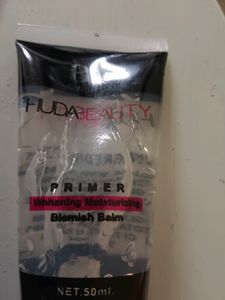 HUDABEAUTY
PRIMER
Whitening Moisturizing
Blemish Balm
NET.50ml.